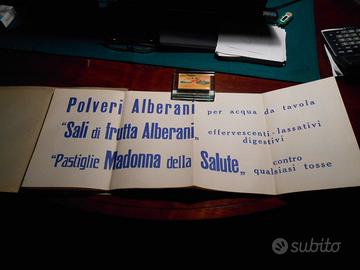 Polveri Alberani per acqua da tavola
"Sali di frutta Alberani„ effervescenti-lassativi
digestivi
"Pastiglie Madonna della Salute„ contro
qualsiasi tosse
subito